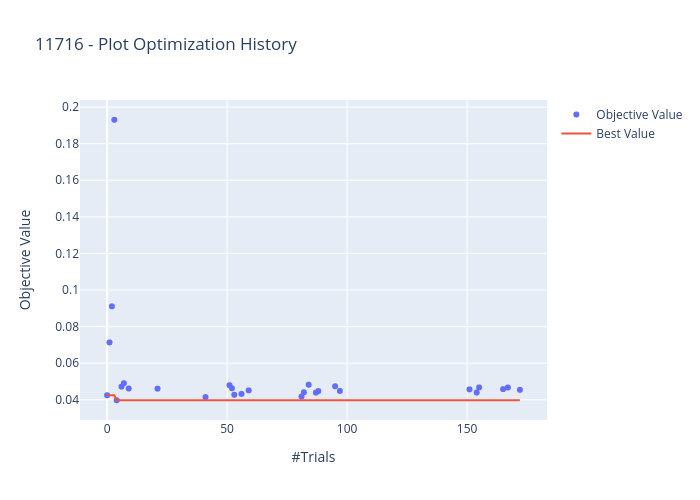 11716 - Plot Optimization History
0.2
0.18
0.16
0.14
0.12
0.1
0.08
0.06
0.04
0
50
100
150
Objective Value
#Trials
Objective Value
Best Value